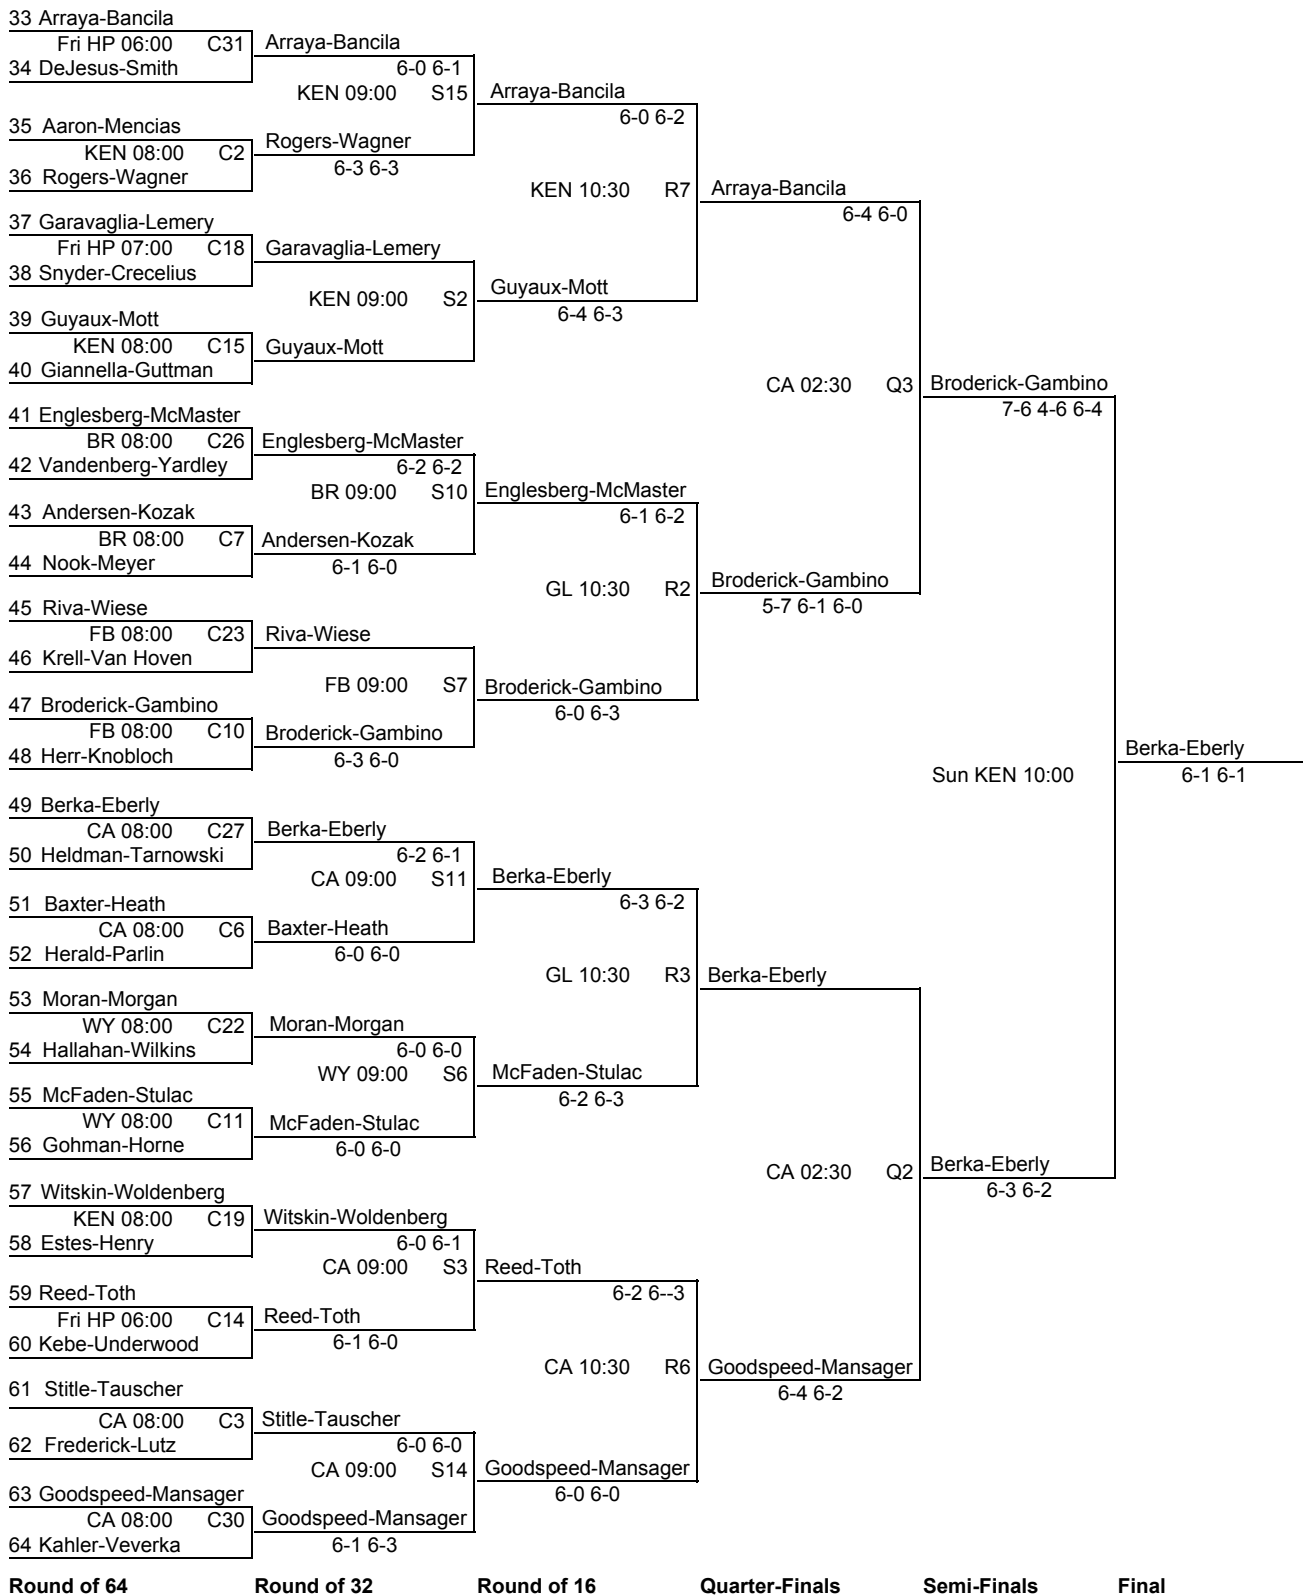 33 Arraya-Bancila
Fri HP 06:00 C31
34 DeJesus-Smith
35 Aaron-Mencias
KEN 08:00 C2
36 Rogers-Wagner
37 Garavaglia-Lemery
Fri HP 07:00 C18
38 Snyder-Crecelius
39 Guyaux-Mott
KEN 08:00 C15
40 Giannella-Guttman
41 Englesberg-McMaster
BR 08:00 C26
42 Vandenberg-Yardley
43 Andersen-Kozak
BR 08:00 C7
44 Nook-Meyer
45 Riva-Wiese
FB 08:00 C23
46 Krell-Van Hoven
47 Broderick-Gambino
FB 08:00 C10
48 Herr-Knobloch
49 Berka-Eberly
CA 08:00 C27
50 Heldman-Tarnowski
51 Baxter-Heath
CA 08:00 C6
52 Herald-Parlin
53 Moran-Morgan
WY 08:00 C22
54 Hallahan-Wilkins
55 McFaden-Stulac
WY 08:00 C11
56 Gohman-Horne
57 Witskin-Woldenberg
KEN 08:00 C19
58 Estes-Henry
59 Reed-Toth
Fri HP 06:00 C14
60 Kebe-Underwood
61 Stitle-Tauscher
CA 08:00 C3
62 Frederick-Lutz
63 Goodspeed-Mansager
CA 08:00 C30
64 Kahler-Veverka
Round of 64
Arraya-Bancila
6-0 6-1
KEN 09:00 S15
Rogers-Wagner
6-3 6-3
Garavaglia-Lemery
KEN 09:00 S2
Guyaux-Mott
Englesberg-McMaster
6-2 6-2
BR 09:00 S10
Andersen-Kozak
6-1 6-0
Riva-Wiese
FB 09:00 S7
Broderick-Gambino
6-3 6-0
Berka-Eberly
6-2 6-1
CA 09:00 S11
Baxter-Heath
6-0 6-0
Moran-Morgan
6-0 6-0
WY 09:00 S6
McFaden-Stulac
6-0 6-0
Witskin-Woldenberg
6-0 6-1
CA 09:00 S3
Reed-Toth
6-1 6-0
Stitle-Tauscher
6-0 6-0
CA 09:00 S14
Goodspeed-Mansager
6-1 6-3
Round of 32
Arraya-Bancila
6-0 6-2
KEN 10:30 R7
Guyaux-Mott
6-4 6-3
Englesberg-McMaster
6-1 6-2
GL 10:30 R2
Broderick-Gambino
6-0 6-3
Berka-Eberly
6-3 6-2
GL 10:30 R3
McFaden-Stulac
6-2 6-3
Reed-Toth
6-2 6--3
CA 10:30 R6
Goodspeed-Mansager
6-0 6-0
Round of 16
Arraya-Bancila
6-4 6-0
CA 02:30 Q3
Broderick-Gambino
5-7 6-1 6-0
Berka-Eberly
CA 02:30 Q2
Goodspeed-Mansager
6-4 6-2
Quarter-Finals
Broderick-Gambino
7-6 4-6 6-4
Sun KEN 10:00
Berka-Eberly
6-3 6-2
Semi-Finals
Berka-Eberly
6-1 6-1
Final